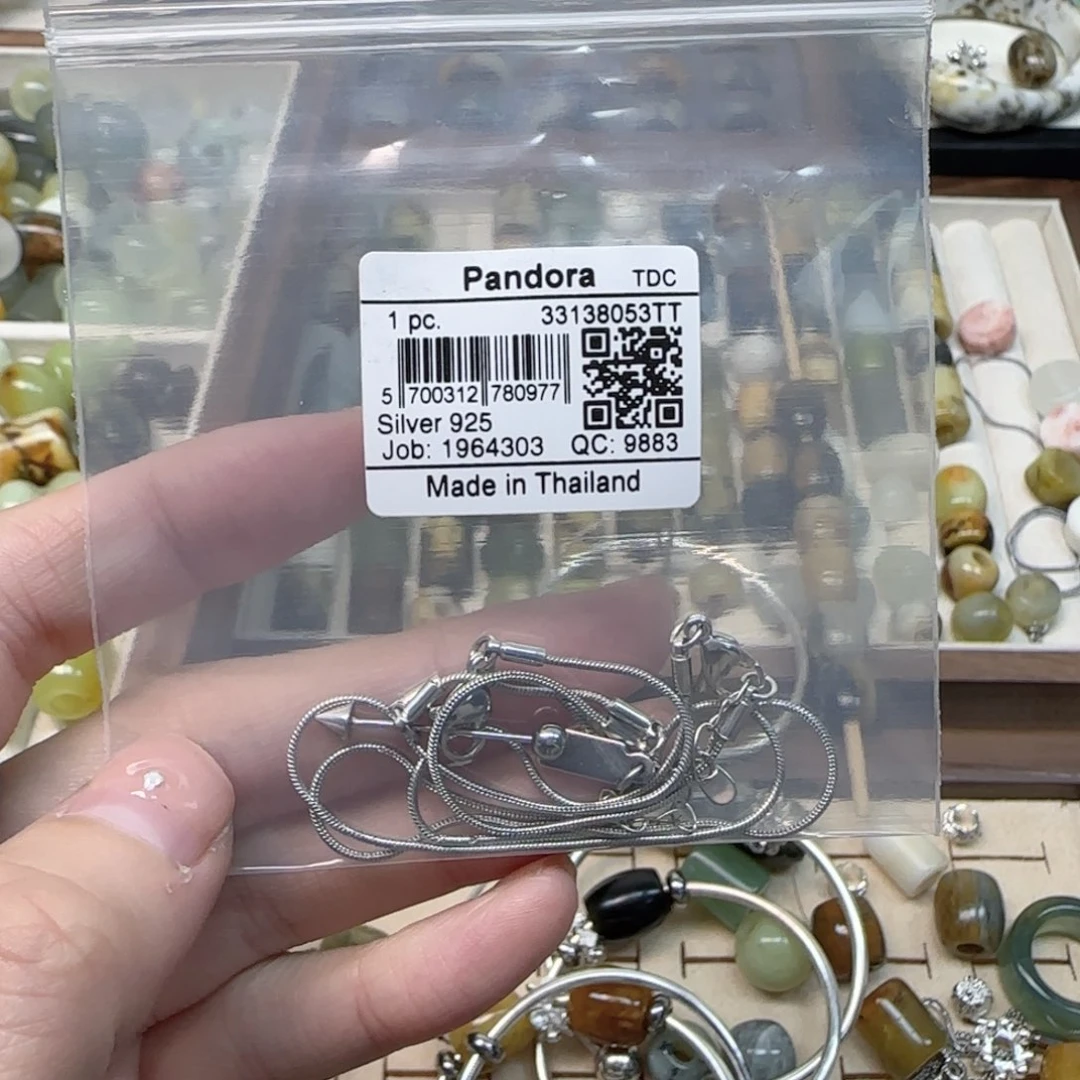 Pandora TDC
1 pc. 33138053TT
5 700312 780977
Silver 925
Job: 1964303 QC: 9883
Made in Thailand